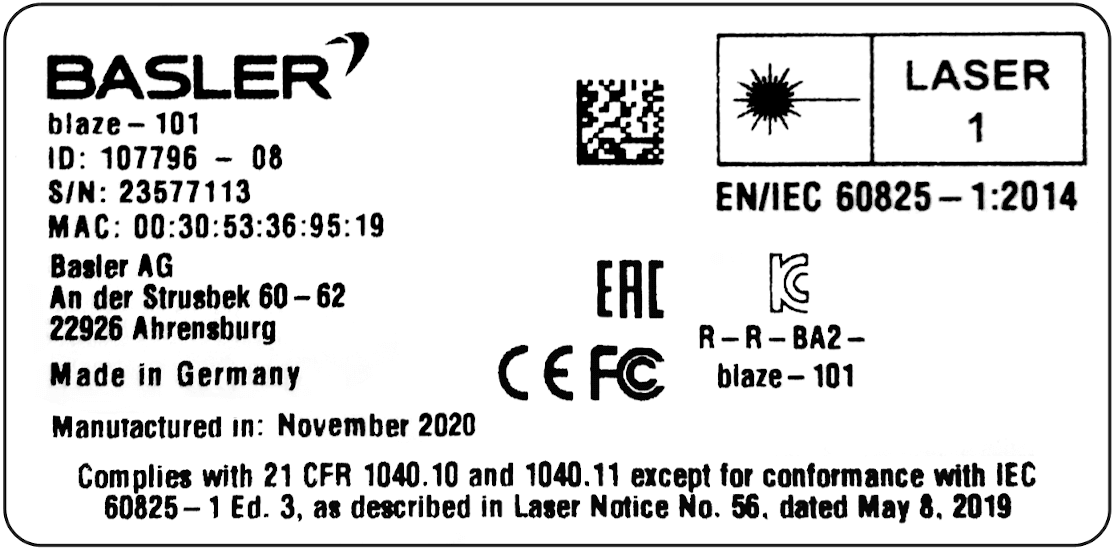 BASLER
blaze - 101
ID: 107796 - 08
S/N: 23577113
MAC: 00:30:53:36:95:19
Basler AG
An der Strusbek 60 - 62
22926 Ahrensburg
Made in Germany
Manufactured in: November 2020
LASER
1
EN/IEC 60825 - 1:2014
EAC
KC
R - R - BA2 -
blaze - 101
CE FC
Complies with 21 CFR 1040.10 and 1040.11 except for conformance with IEC
60825 - 1 Ed. 3, as described in Laser Notice No. 56, dated May 8, 2019